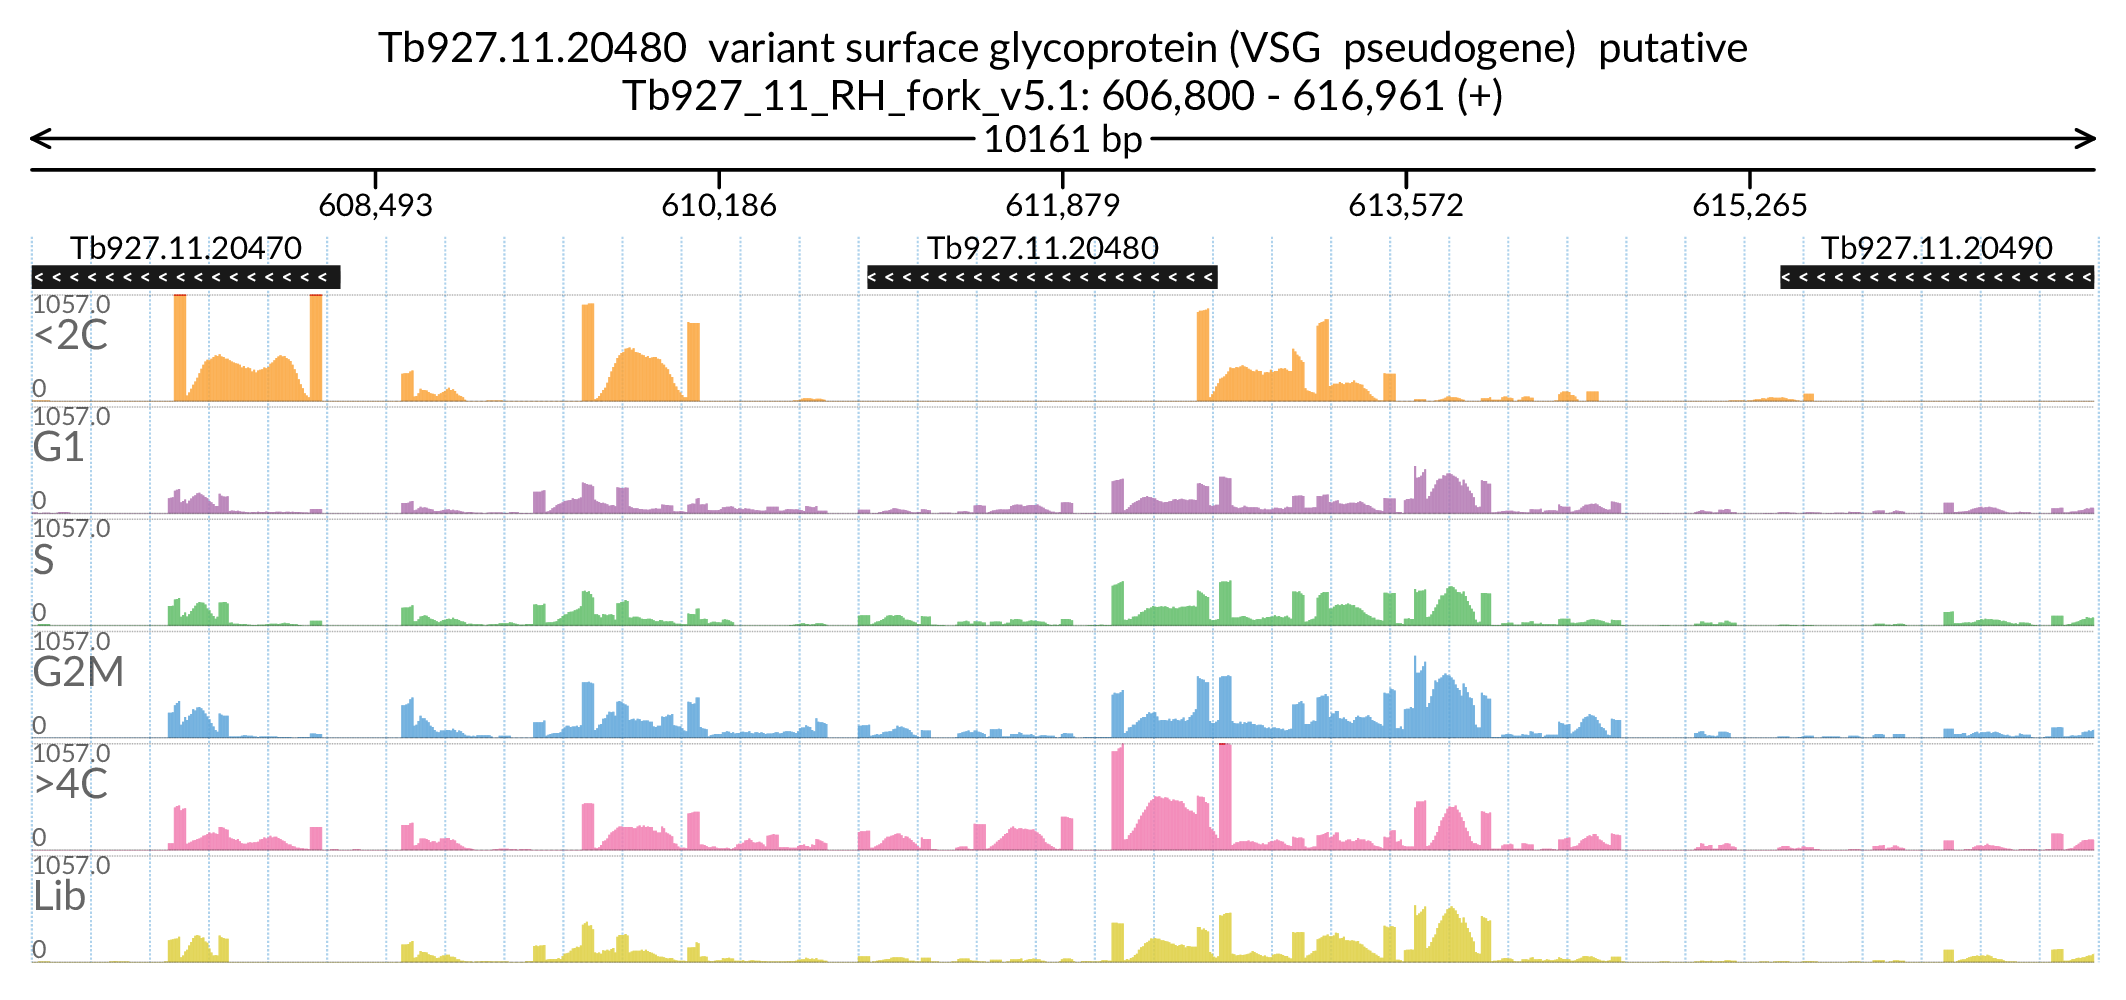 Tb927.11.20480  variant surface glycoprotein (VSG  pseudogene)  putative
Tb927_11_RH_fork_v5.1: 606,800 - 616,961 (+)
10161 bp
608,493 610,186 611,879 613,572 615,265
Tb927.11.20470 Tb927.11.20480 Tb927.11.20490
1057.0
<2C
0
1057.0
G1
0
1057.0
S
0
1057.0
G2M
0
1057.0
>4C
0
1057.0
Lib
0